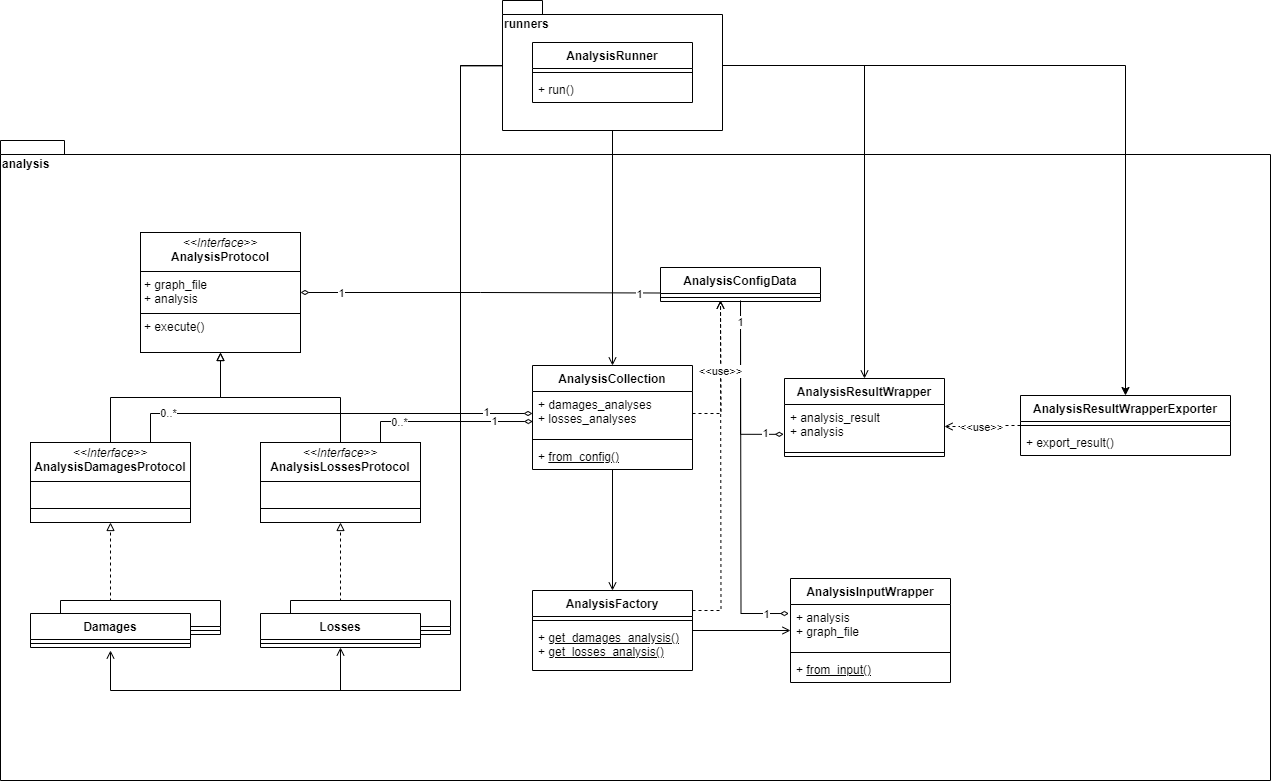 runners
AnalysisRunner
+ run()
analysis
<<Interface>>
AnalysisProtocol
+ graph_file
+ analysis
+ execute()
1
1
AnalysisConfigData
1
<<use>>
AnalysisCollection
+ damages_analyses
+ losses_analyses
+ from_config()
AnalysisResultWrapper
+ analysis_result
+ analysis
1
AnalysisResultWrapperExporter
+ export_result()
<<use>>
0..*
1
0..*
1
<<Interface>>
AnalysisDamagesProtocol
<<Interface>>
AnalysisLossesProtocol
Damages
Losses
AnalysisFactory
+ get_damages_analysis()
+ get_losses_analysis()
1
AnalysisInputWrapper
+ analysis
+ graph_file
+ from_input()